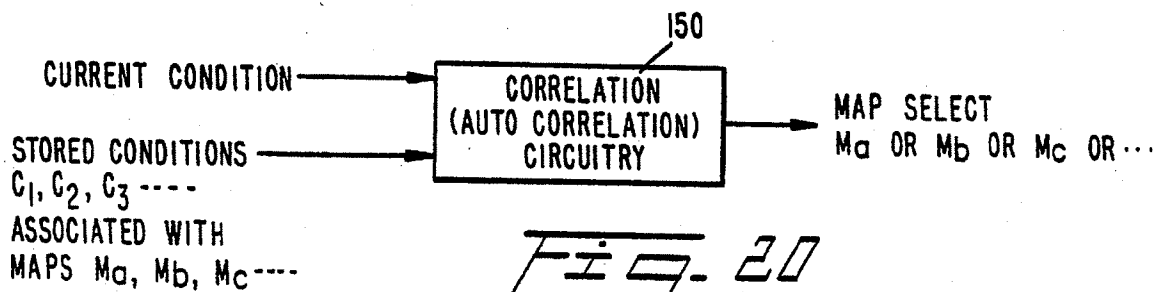 150
CURRENT CONDITION
CORRELATION
(AUTO CORRELATION)
CIRCUITRY
MAP SELECT
Ma OR Mb OR Mc OR ···
STORED CONDITIONS
C1, C2, C3 ----
ASSOCIATED WITH
MAPS Ma, Mb, Mc ----
Fig. 20